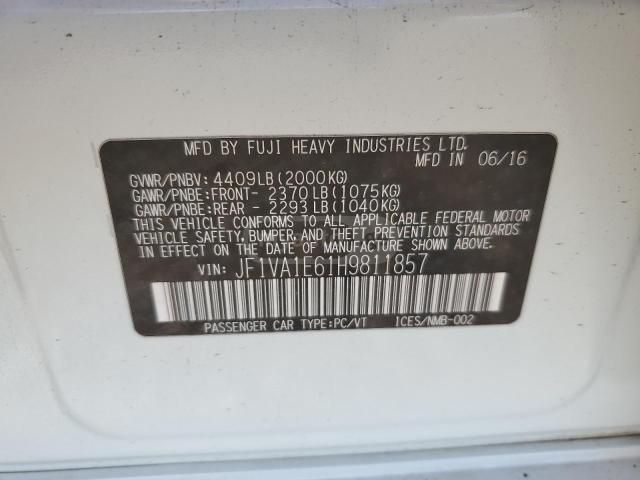 MFD BY FUJI HEAVY INDUSTRIES LTD.
MFD IN 06/16
GVWR/PNBV: 4409LB(2000KG)
GAWR/PNBE:FRONT- 2370LB(1075KG)
GAWR/PNBE:REAR - 2293LB(1040KG)
THIS VEHICLE CONFORMS TO ALL APPLICABLE FEDERAL MOTOR
VEHICLE SAFETY, BUMPER, AND THEFT PREVENTION STANDARDS
IN EFFECT ON THE DATE OF MANUFACTURE SHOWN ABOVE.
VIN: JF1VA1E61H9811857
PASSENGER CAR TYPE:PC/VT ICES/NMB-002